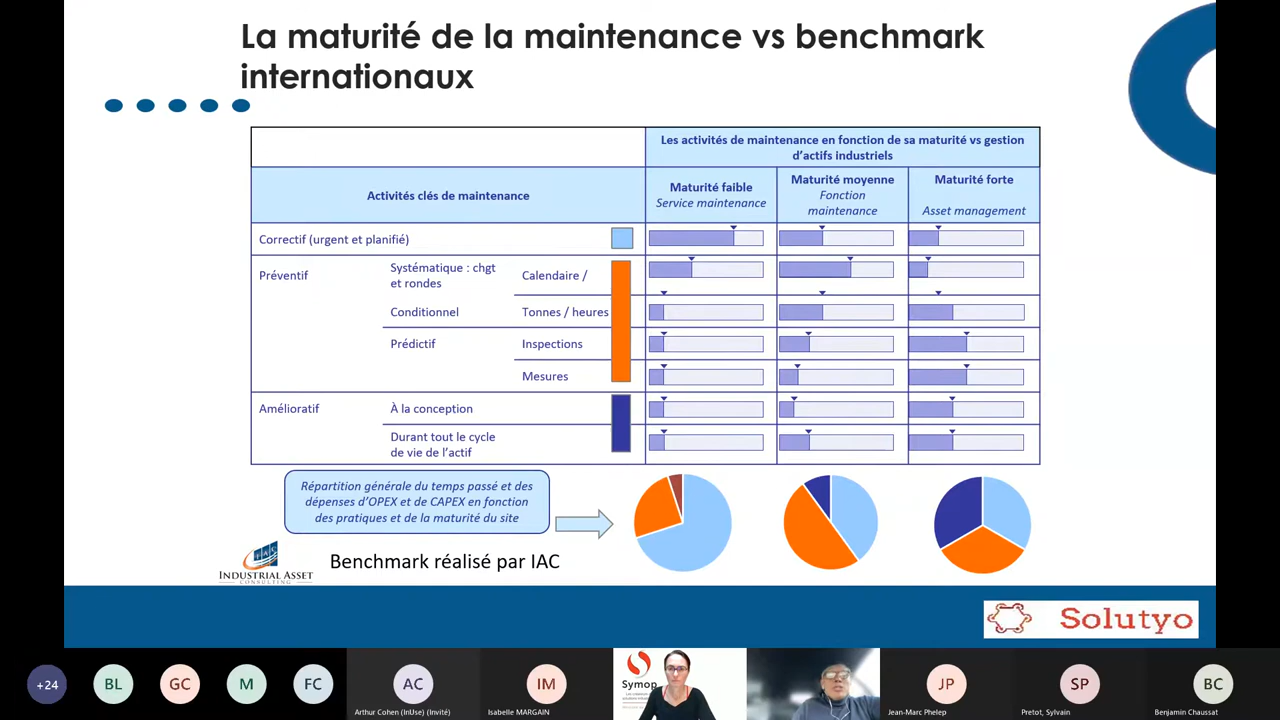 La maturité de la maintenance vs benchmark
internationaux
Les activités de maintenance en fonction de sa maturité vs gestion
d’actifs industriels
Activités clés de maintenance
Maturité faible
Service maintenance
Maturité moyenne
Fonction
maintenance
Maturité forte
Asset management
Correctif (urgent et planifié)
Préventif
Systématique : chgt
et rondes
Calendaire /
Conditionnel
Tonnes / heures
Prédictif
Inspections
Mesures
Amélioratif
À la conception
Durant tout le cycle
de vie de l’actif
Répartition générale du temps passé et des
dépenses d’OPEX et de CAPEX en fonction
des pratiques et de la maturité du site
IAC
INDUSTRIAL ASSET
CONSULTING
Benchmark réalisé par IAC
Solutyo
+24
BL
GC
M
FC
AC
Arthur Cohen (InUse) (Invité)
IM
Isabelle MARGAIN
Symop
JP
Jean-Marc Phelep
SP
Pretot, Sylvain
BC
Benjamin Chaussat